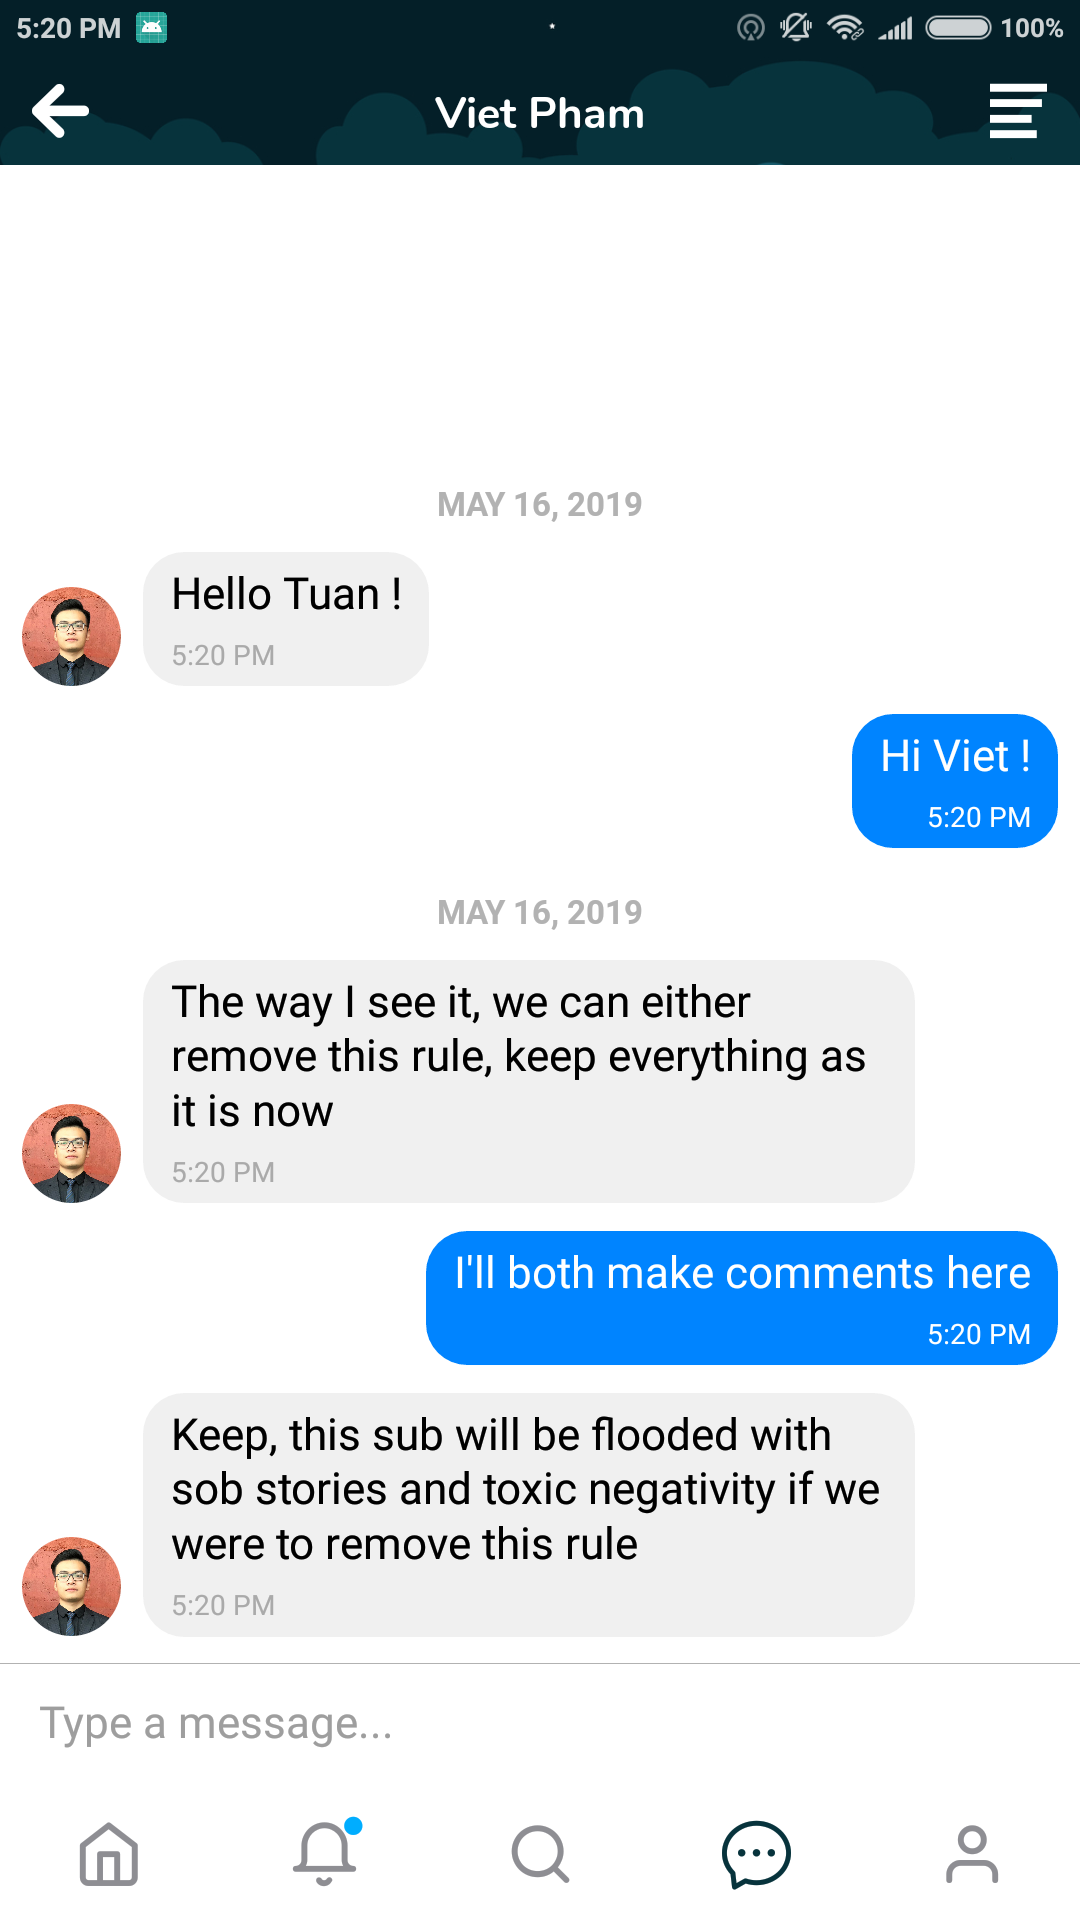 5:20 PM
100%
Viet Pham
MAY 16, 2019
Hello Tuan !
5:20 PM
Hi Viet !
5:20 PM
MAY 16, 2019
The way I see it, we can either
remove this rule, keep everything as
it is now
5:20 PM
I'll both make comments here
5:20 PM
Keep, this sub will be flooded with
sob stories and toxic negativity if we
were to remove this rule
5:20 PM
Type a message...